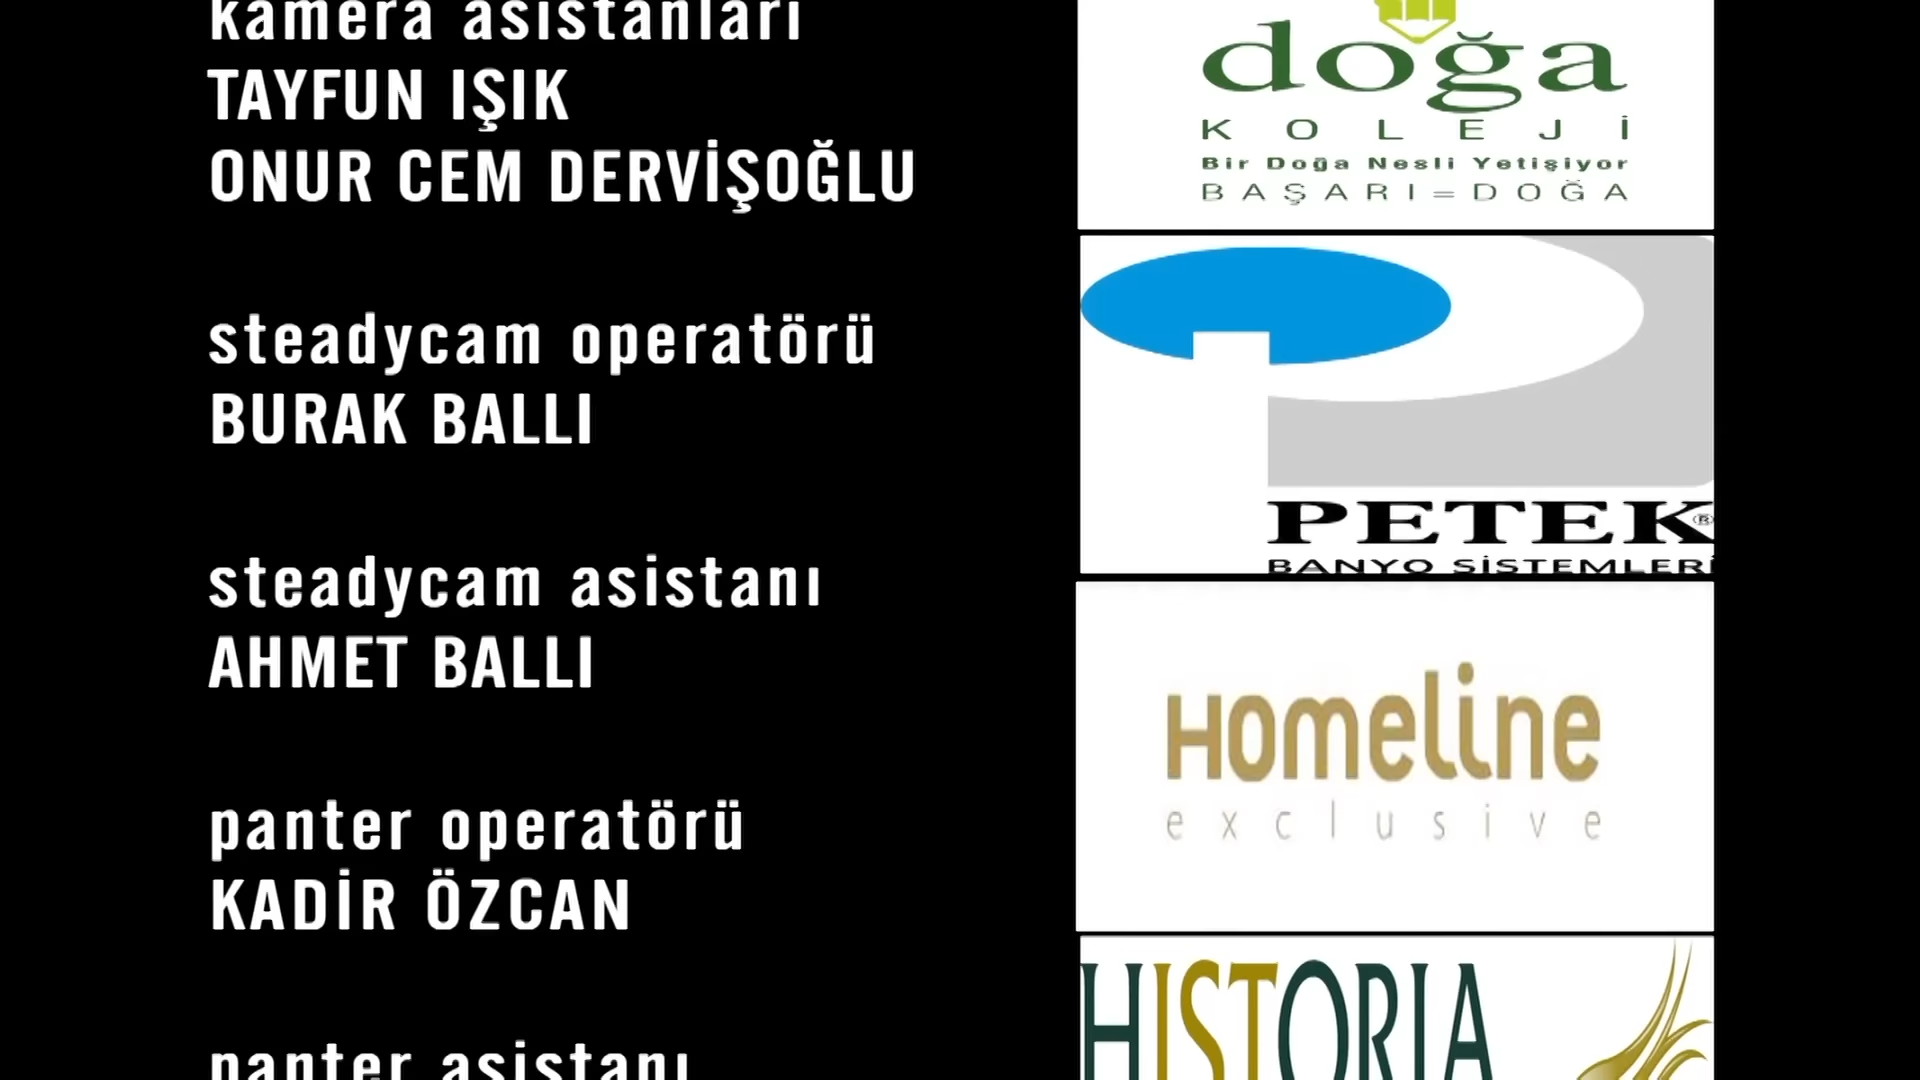 kamera asistanları
TAYFUN IŞIK
ONUR CEM DERVİŞOĞLU
steadycam operatörü
BURAK BALLI
steadycam asistanı
AHMET BALLI
panter operatörü
KADİR ÖZCAN
panter asistanı
doğa
KOLEJİ
Bir Doğa Nesli Yetişiyor
BAŞARI=DOĞA
PETEK®
BANYO SİSTEMLERİ
Homeline
exclusive
HISTORIA